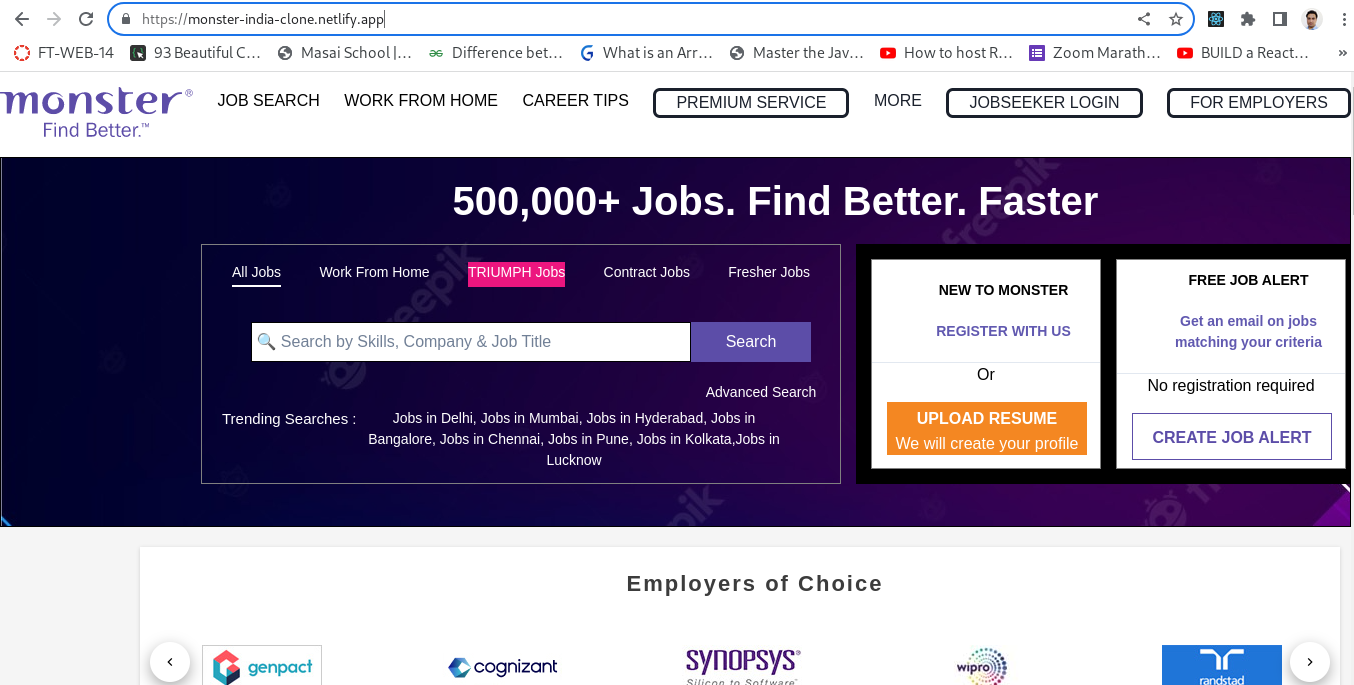 https://monster-india-clone.netlify.app
FT-WEB-14 93 Beautiful C... Masai School |... Difference bet... What is an Arr... Master the Jav... How to host R... Zoom Marath... BUILD a React... »
monster®
Find Better.™
JOB SEARCH WORK FROM HOME CAREER TIPS PREMIUM SERVICE MORE JOBSEEKER LOGIN FOR EMPLOYERS
500,000+ Jobs. Find Better. Faster
All Jobs Work From Home TRIUMPH Jobs Contract Jobs Fresher Jobs
🔍 Search by Skills, Company & Job Title Search
Advanced Search
Trending Searches : Jobs in Delhi, Jobs in Mumbai, Jobs in Hyderabad, Jobs in
Bangalore, Jobs in Chennai, Jobs in Pune, Jobs in Kolkata,Jobs in
Lucknow
NEW TO MONSTER
REGISTER WITH US
Or
UPLOAD RESUME
We will create your profile
FREE JOB ALERT
Get an email on jobs
matching your criteria
No registration required
CREATE JOB ALERT
freepik
freepik
Employers of Choice
genpact cognizant SYNOPSYS® wipro randstad
Silicon to Software™